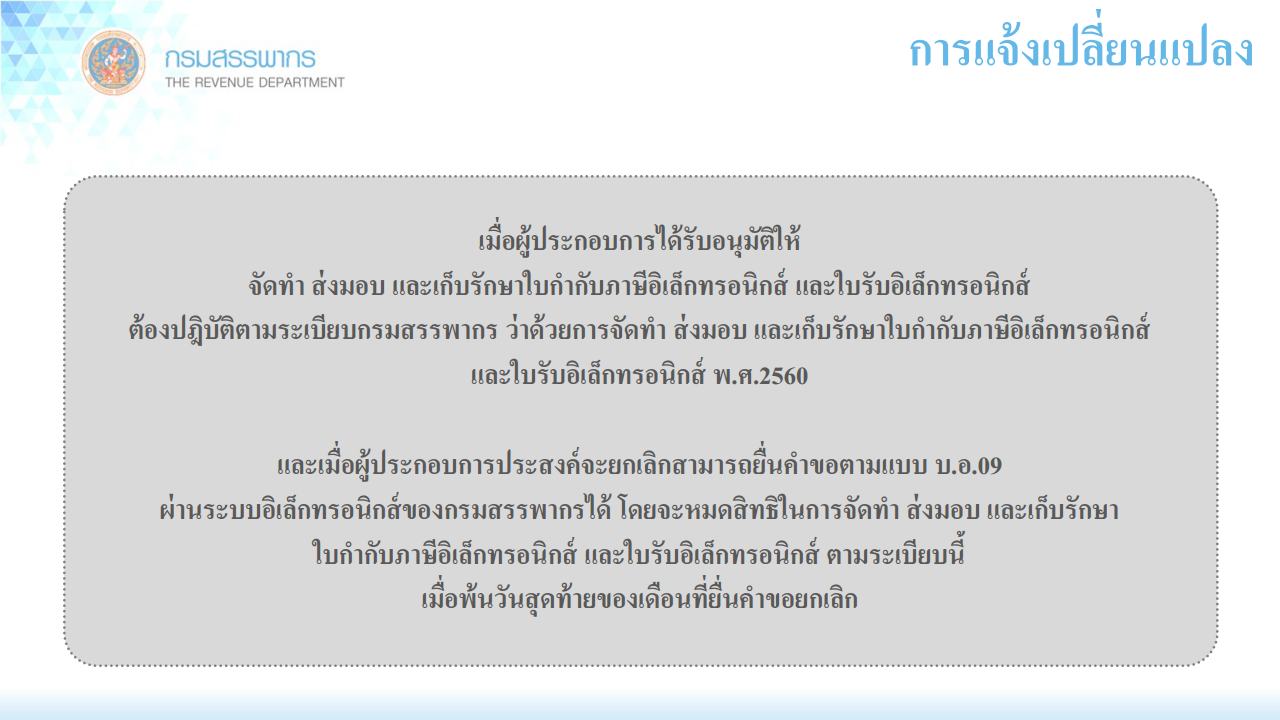 กรมสรรพากร
THE REVENUE DEPARTMENT
การแจ้งเปลี่ยนแปลง
เมื่อผู้ประกอบการได้รับอนุมัติให้
จัดทำ ส่งมอบ และเก็บรักษาใบกำกับภาษีอิเล็กทรอนิกส์ และใบรับอิเล็กทรอนิกส์
ต้องปฎิบัติตามระเบียบกรมสรรพากร ว่าด้วยการจัดทำ ส่งมอบ และเก็บรักษาใบกำกับภาษีอิเล็กทรอนิกส์
และใบรับอิเล็กทรอนิกส์ พ.ศ.2560
และเมื่อผู้ประกอบการประสงค์จะยกเลิกสามารถยื่นคำขอตามแบบ บ.อ.09
ผ่านระบบอิเล็กทรอนิกส์ของกรมสรรพากรได้ โดยจะหมดสิทธิในการจัดทำ ส่งมอบ และเก็บรักษา
ใบกำกับภาษีอิเล็กทรอนิกส์ และใบรับอิเล็กทรอนิกส์ ตามระเบียบนี้
เมื่อพ้นวันสุดท้ายของเดือนที่ยื่นคำขอยกเลิก